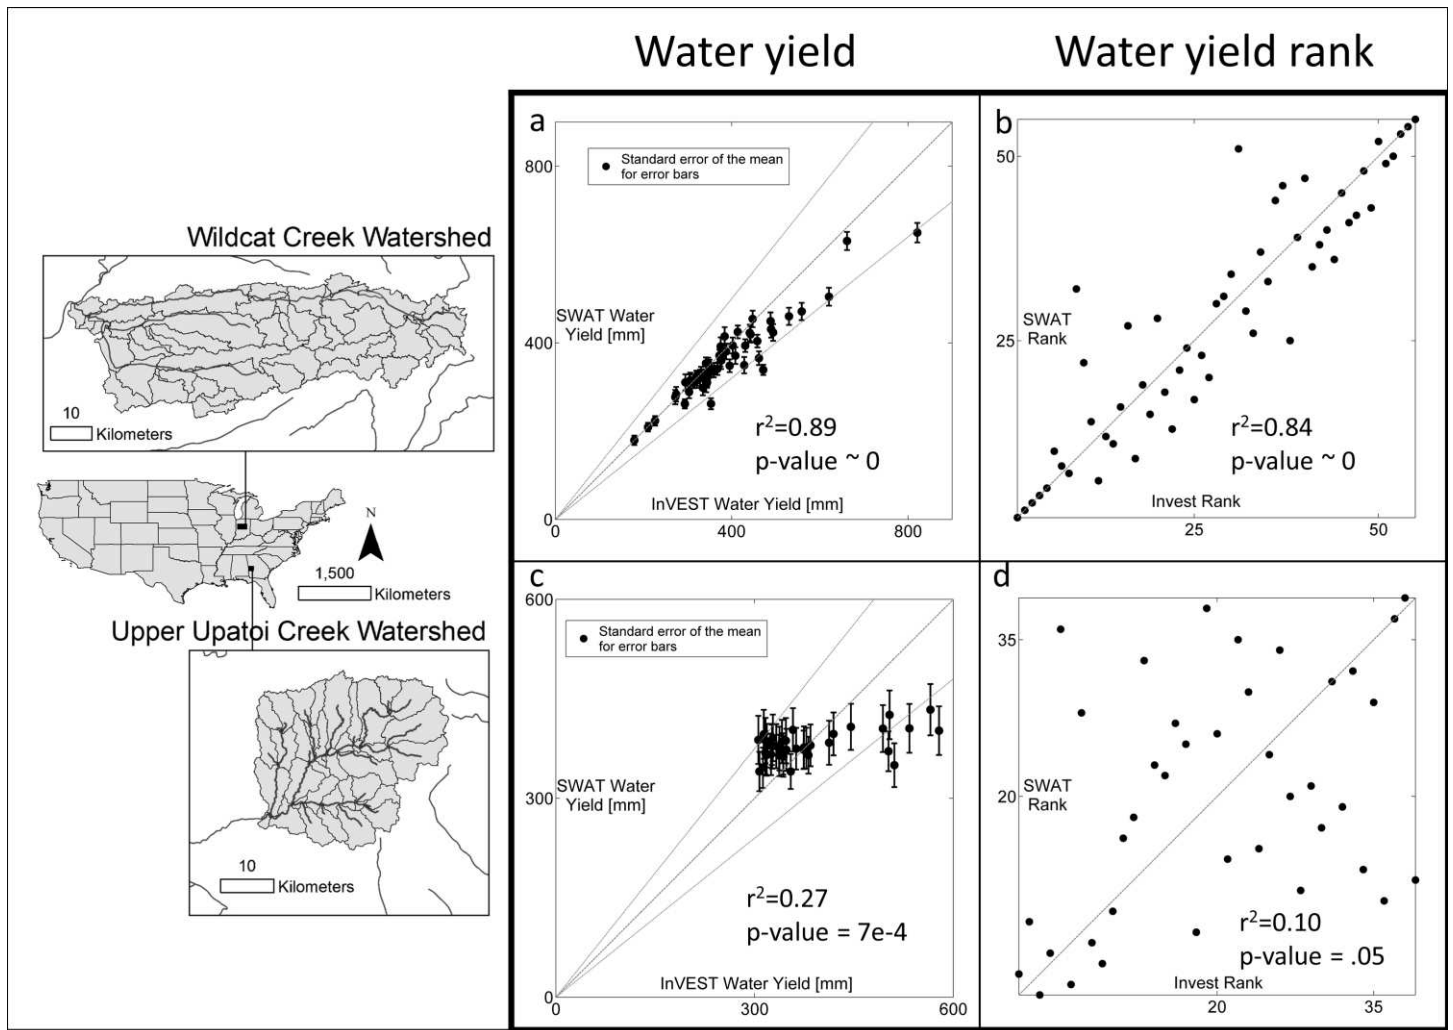 Water yield
Water yield rank
Wildcat Creek Watershed
10
Kilometers
N
1,500
Kilometers
Upper Upatoi Creek Watershed
10
Kilometers
a
800
Standard error of the mean
for error bars
SWAT Water
Yield [mm]
400
r²=0.89
p-value ~ 0
InVEST Water Yield [mm]
0
0
400
800
b
50
SWAT
Rank
25
r²=0.84
p-value ~ 0
Invest Rank
25
50
c
600
Standard error of the mean
for error bars
SWAT Water
Yield [mm]
300
r²=0.27
p-value = 7e-4
InVEST Water Yield [mm]
0
0
300
600
d
35
SWAT
Rank
20
r²=0.10
p-value = .05
Invest Rank
20
35